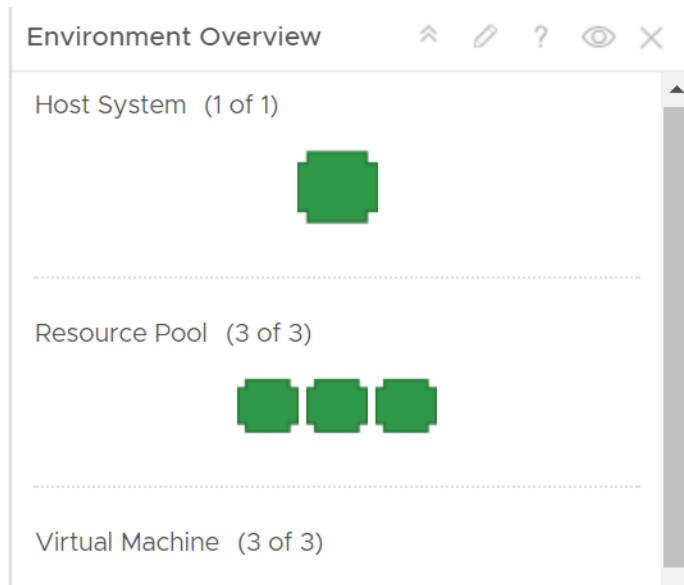 Environment Overview ?
Host System (1 of 1)
Resource Pool (3 of 3)
Virtual Machine (3 of 3)